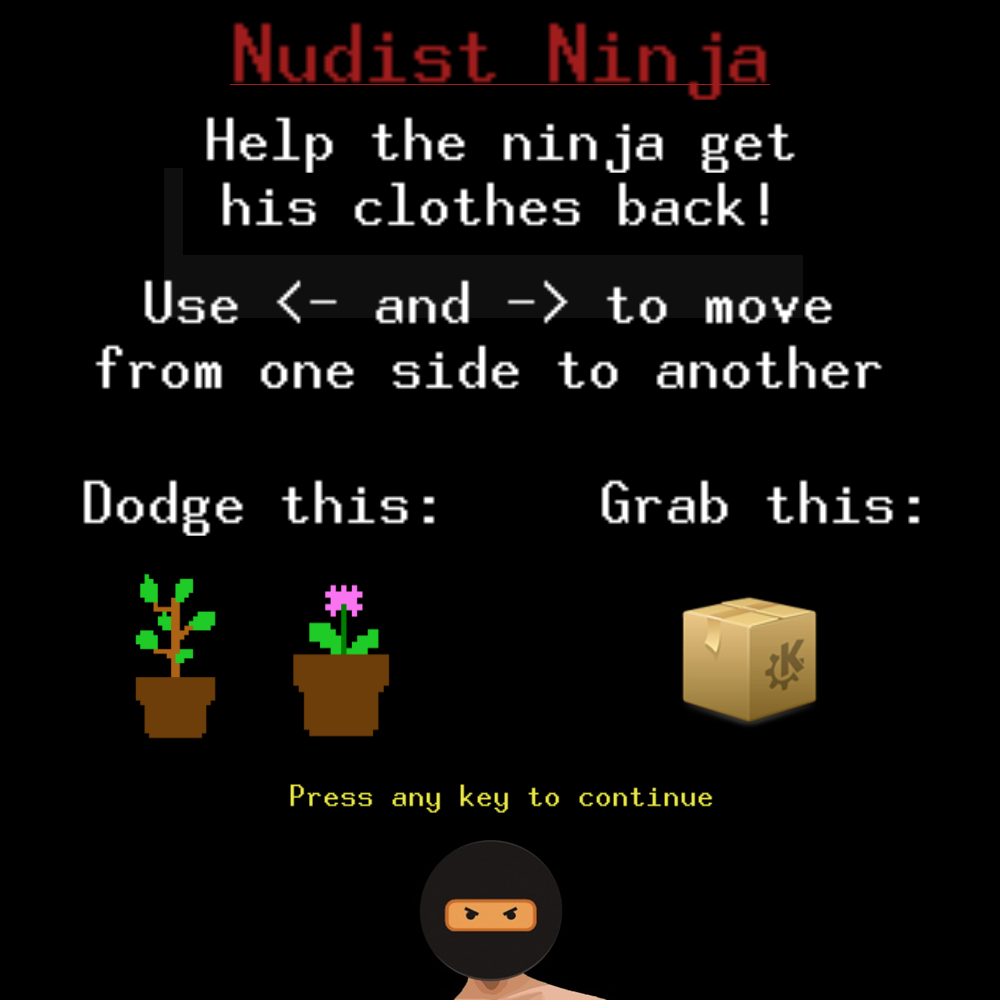 Nudist Ninja
Help the ninja get
his clothes back!
Use <- and -> to move
from one side to another
Dodge this:
Grab this:
K
Press any key to continue